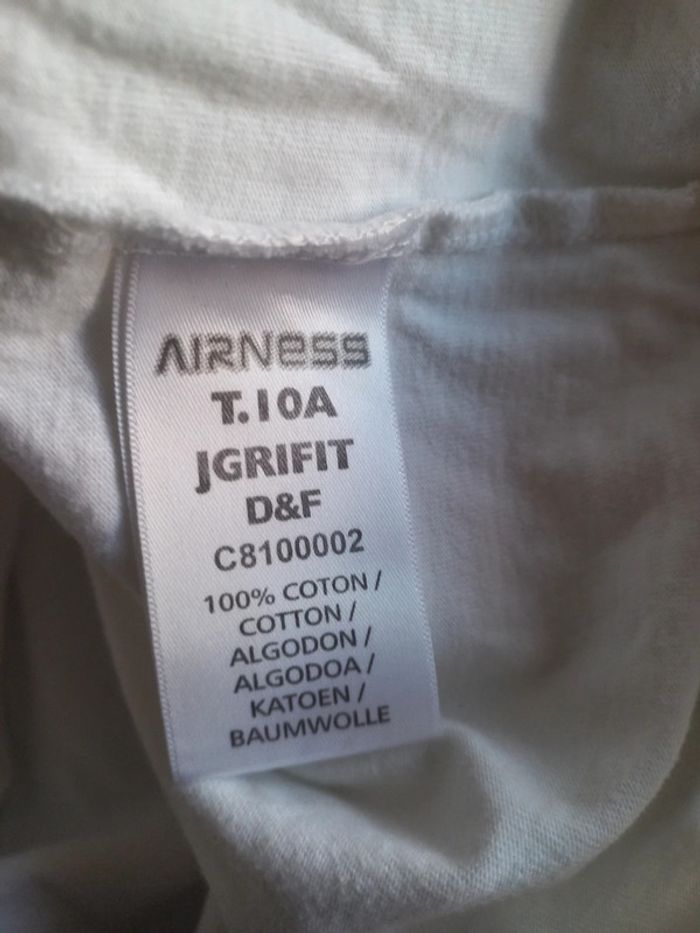 AIRNESS
T.10A
JGRIFIT
D&F
C8100002
100% COTON /
COTTON /
ALGODON /
ALGODOA /
KATOEN /
BAUMWOLLE